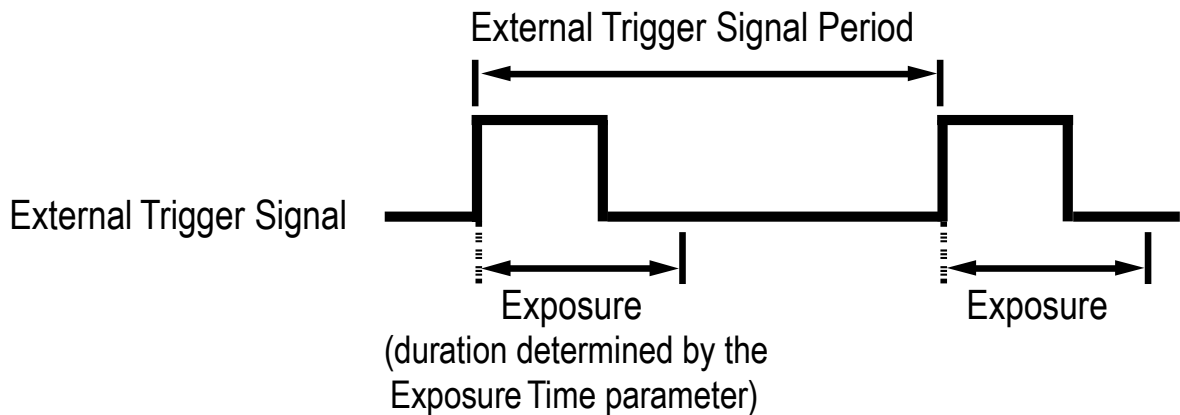 External Trigger Signal Period
External Trigger Signal
Exposure
(duration determined by the
Exposure Time parameter)
Exposure